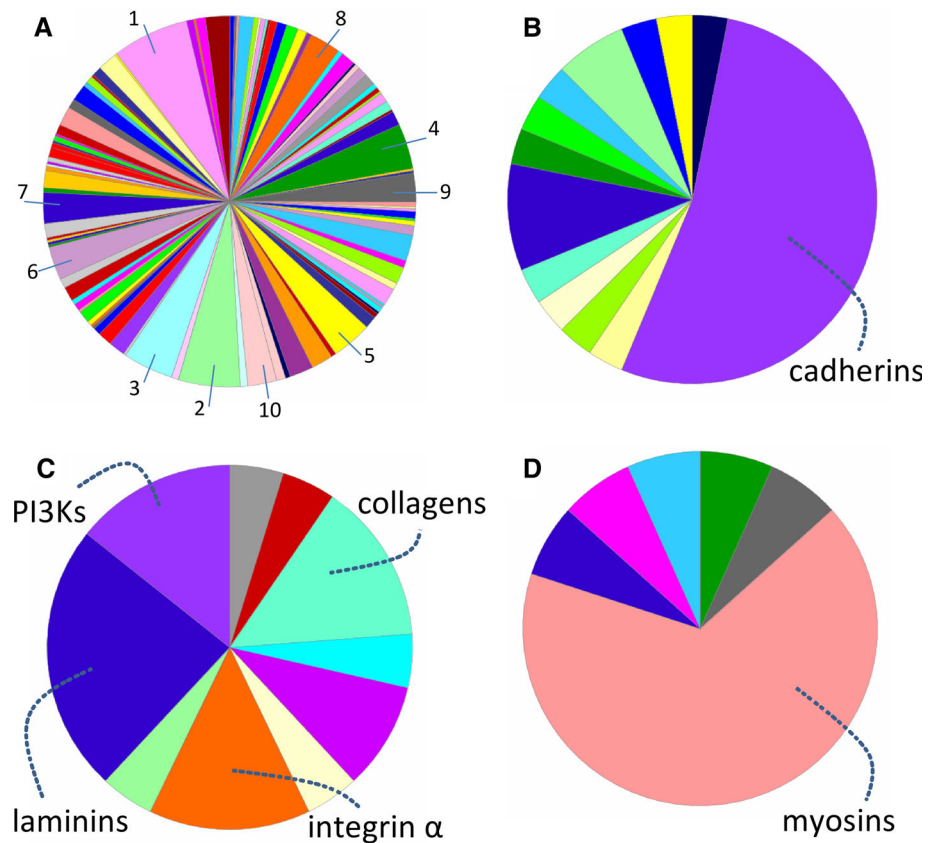 A
1
8
4
9
7
6
5
3
2
10
B
cadherins
C
PI3Ks
collagens
laminins
integrin α
D
myosins